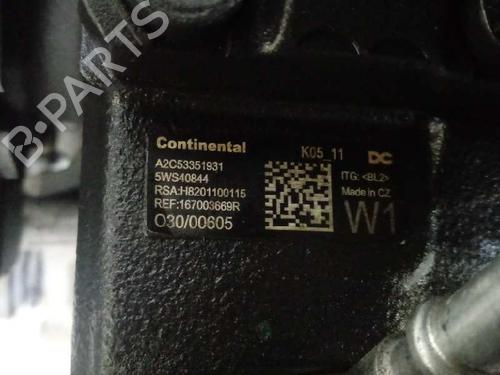 Continental K05_11 DC
A2C53351931 ITG: <BL2>
5WS40844 Made in CZ
RSA:H8201100115
REF:167003669R W1
O30/00605
B-PARTS